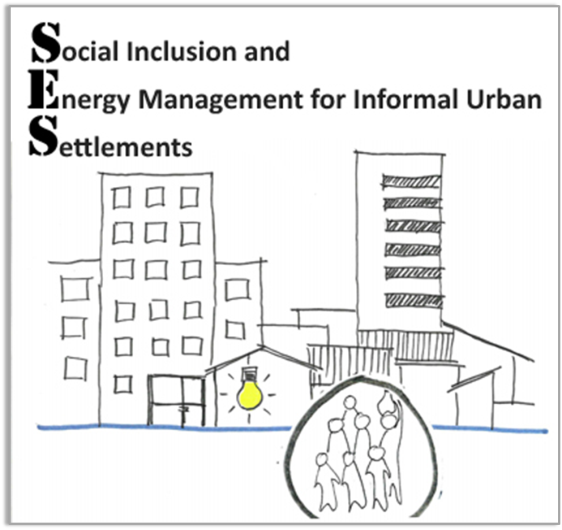 Social Inclusion and
Energy Management for Informal Urban
Settlements